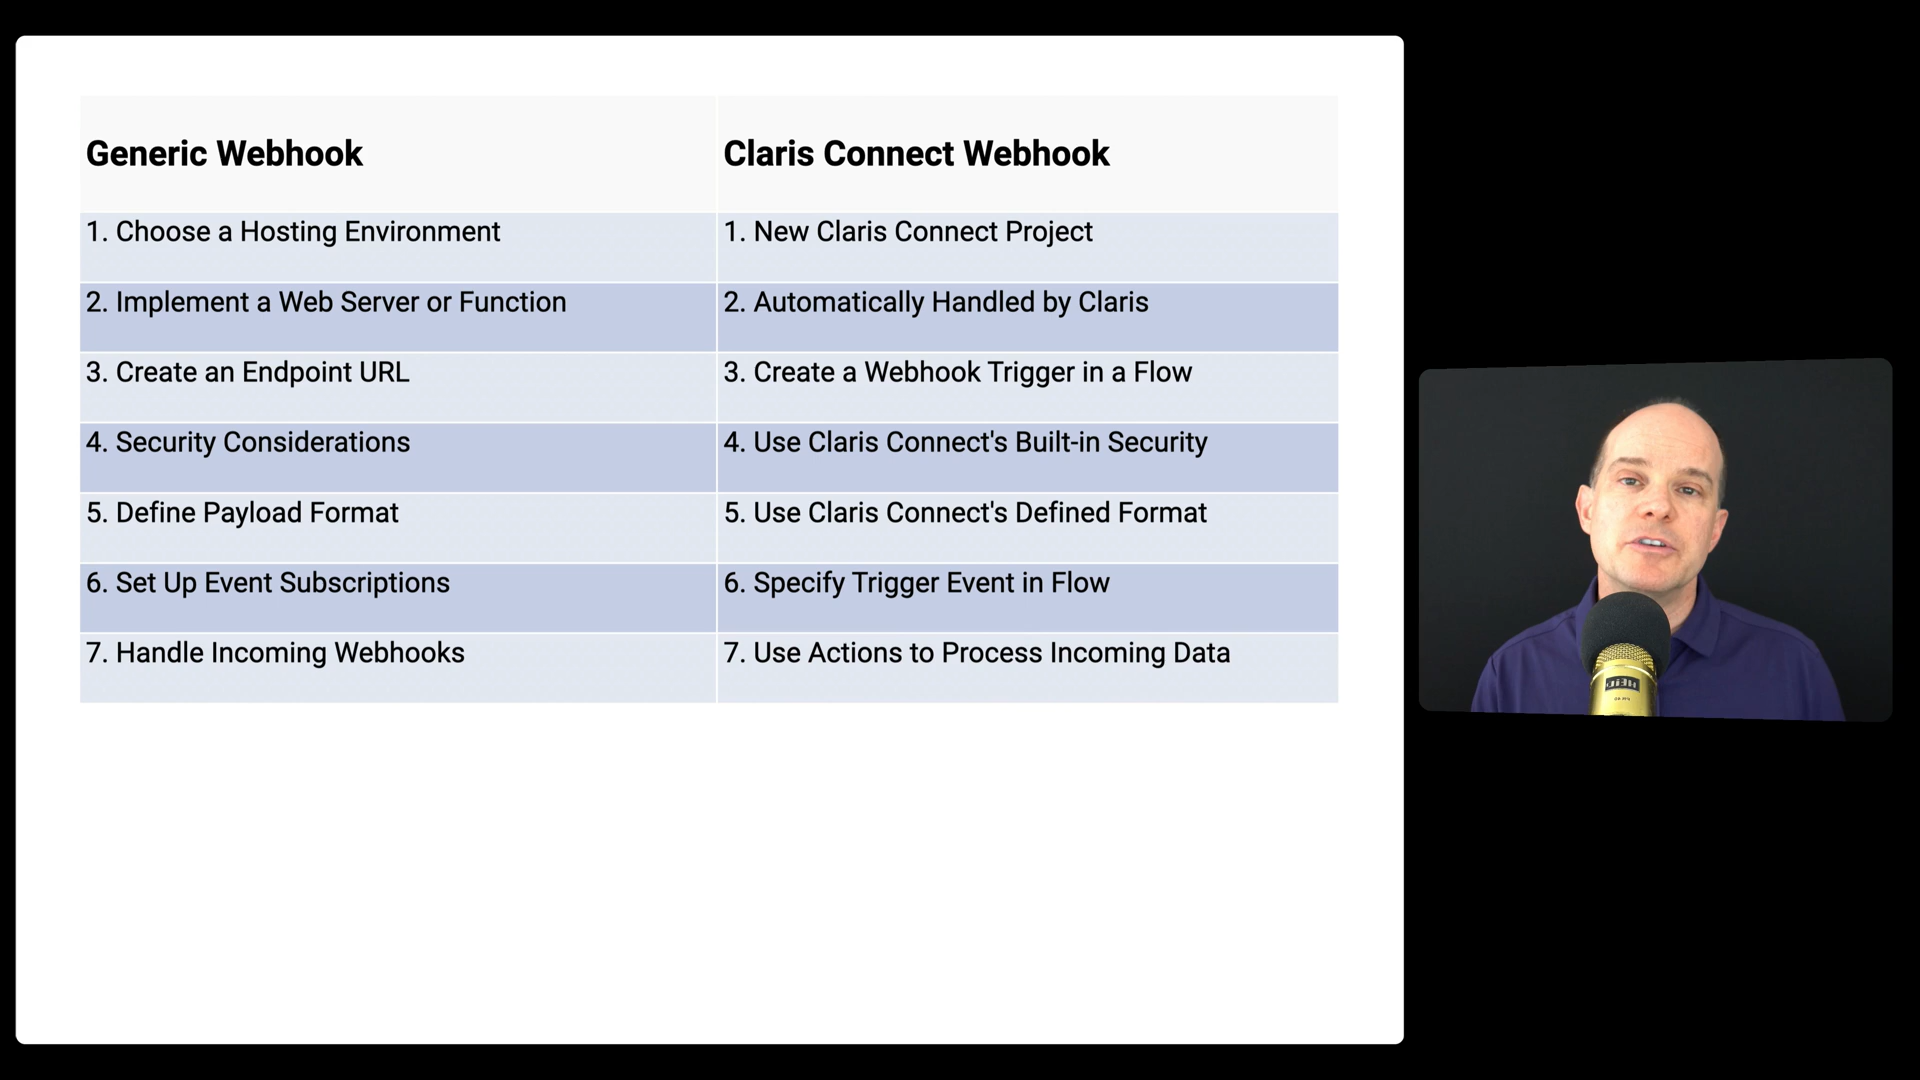 Generic Webhook
Claris Connect Webhook
1. Choose a Hosting Environment
1. New Claris Connect Project
2. Implement a Web Server or Function
2. Automatically Handled by Claris
3. Create an Endpoint URL
3. Create a Webhook Trigger in a Flow
4. Security Considerations
4. Use Claris Connect's Built-in Security
5. Define Payload Format
5. Use Claris Connect's Defined Format
6. Set Up Event Subscriptions
6. Specify Trigger Event in Flow
7. Handle Incoming Webhooks
7. Use Actions to Process Incoming Data